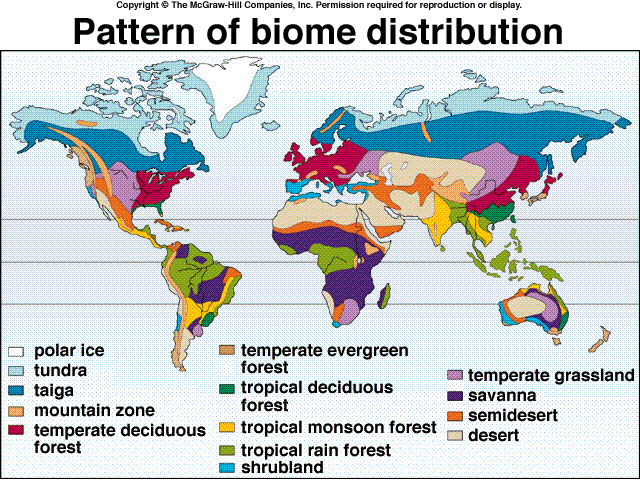 Copyright © The McGraw-Hill Companies, Inc. Permission required for reproduction or display.
Pattern of biome distribution
polar ice
tundra
taiga
mountain zone
temperate deciduous
forest
temperate evergreen
forest
tropical deciduous
forest
tropical monsoon forest
tropical rain forest
shrubland
temperate grassland
savanna
semidesert
desert